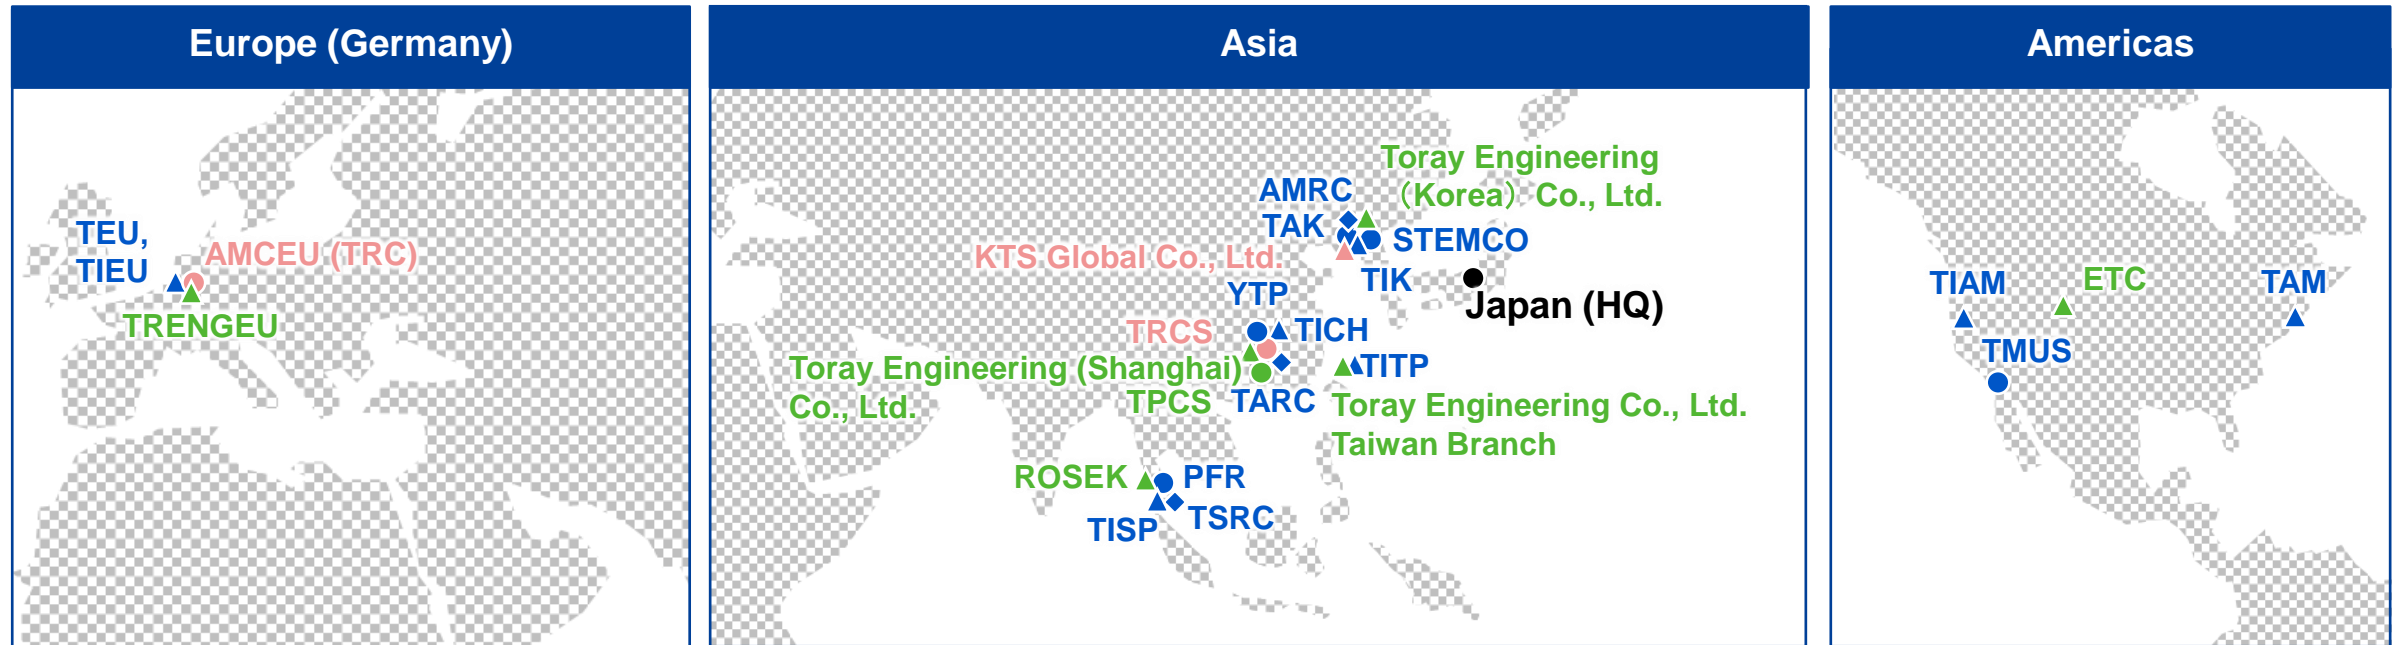 Europe (Germany)
TEU,
TIEU
AMCEU (TRC)
TRENGEU
Asia
Toray Engineering
（Korea）Co., Ltd.
AMRC
TAK
STEMCO
KTS Global Co., Ltd.
TIK
YTP
Japan (HQ)
TRCS
TICH
Toray Engineering (Shanghai)
Co., Ltd.
TITP
TPCS
TARC
Toray Engineering Co., Ltd.
Taiwan Branch
ROSEK
PFR
TISP
TSRC
Americas
TIAM
ETC
TAM
TMUS